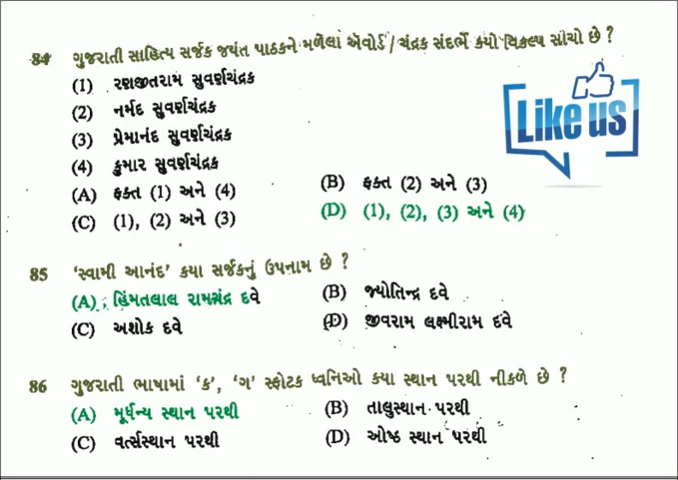 84 ગુજરાતી સાહિત્ય સર્જક જયંત પાઠકને મળેલાં ઍવોર્ડ / ચંદ્રક સંદર્ભે કયો વિકલ્પ સાચો છે ?
(1) રણજીતરામ સુવર્ણચંદ્રક
(2) નર્મદ સુવર્ણચંદ્રક
(3) પ્રેમાનંદ સુવર્ણચંદ્રક
(4) કુમાર સુવર્ણચંદ્રક
Like us
(A) ફક્ત (1) અને (4) (B) ફક્ત (2) અને (3)
(C) (1), (2) અને (3) (D) (1), (2), (3) અને (4)
85 ‘સ્વામી આનંદ’ કયા સર્જકનું ઉપનામ છે ?
(A) હિંમતલાલ રામચંદ્ર દવે (B) જ્યોતિન્દ્ર દવે
(C) અશોક દવે (D) જીવરામ લક્ષ્મીરામ દવે
86 ગુજરાતી ભાષામાં ‘ક’, ‘ગ’ સ્ફોટક ધ્વનિઓ કયા સ્થાન પરથી નીકળે છે ?
(A) મૂર્ધન્ય સ્થાન પરથી (B) તાલુસ્થાન પરથી
(C) વર્ત્સસ્થાન પરથી (D) ઓષ્ઠ સ્થાન પરથી